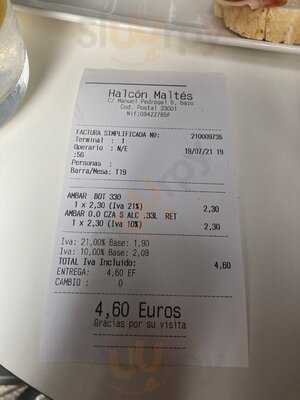 Halcón Maltés
C/ Manuel Pedregal 8, bajo
Cod. Postal 33001
Nif:09422785F
FACTURA SIMPLIFICADA NO: 210009735
Terminal : 1
Operario : N/E 19/07/21 19
:56
Personas :
Barra/Mesa: T19
AMBAR BOT 330
1 x 2,30 (Iva 21%) 2,30
AMBAR 0.0 CZA S ALC .33L RET
1 x 2,30 (Iva 10%) 2,30
Iva: 21,00% Base: 1,90
Iva: 10,00% Base: 2,09
TOTAL Iva Incluido: 4,60
ENTREGA: 4,60 EF
CAMBIO : 0
4,60 Euros
Gracias por su visita